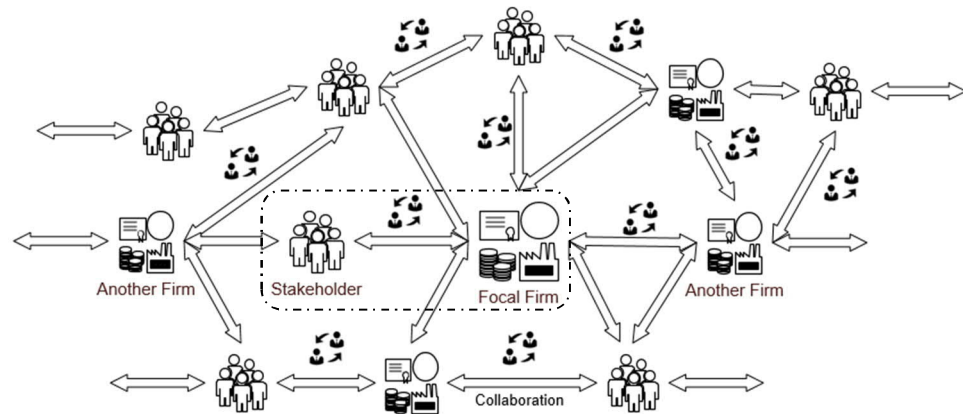 Another Firm
Stakeholder
Focal Firm
Another Firm
Collaboration